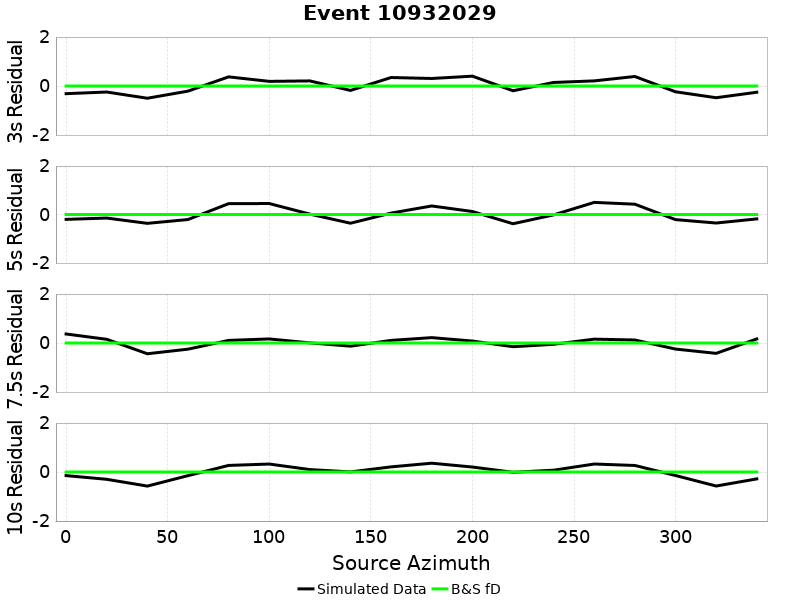 Event 10932029
3s Residual
2
0
-2
5s Residual
2
0
-2
7.5s Residual
2
0
-2
10s Residual
2
0
-2
0 50 100 150 200 250 300
Source Azimuth
Simulated Data B&S fD